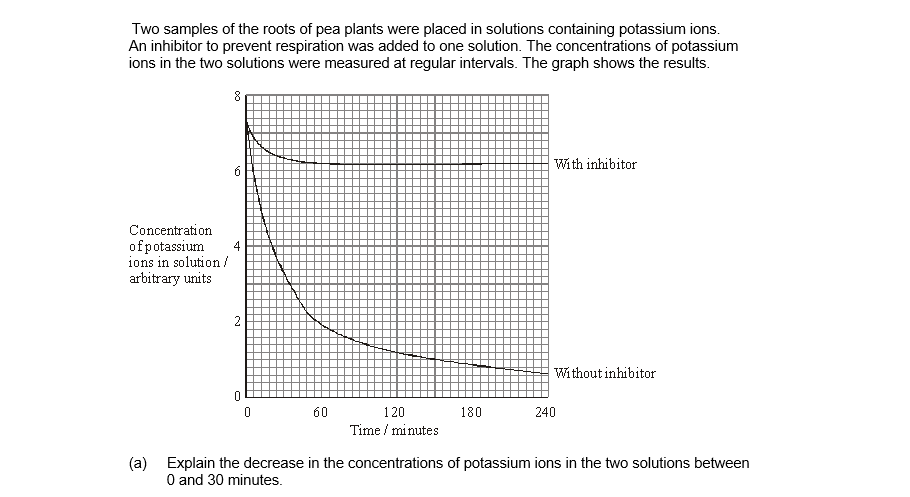 Two samples of the roots of pea plants were placed in solutions containing potassium ions.
An inhibitor to prevent respiration was added to one solution. The concentrations of potassium
ions in the two solutions were measured at regular intervals. The graph shows the results.
8
With inhibitor
6
Concentration
of potassium
ions in solution /
arbitrary units
4
2
Without inhibitor
0
0 60 120 180 240
Time / minutes
(a) Explain the decrease in the concentrations of potassium ions in the two solutions between
0 and 30 minutes.